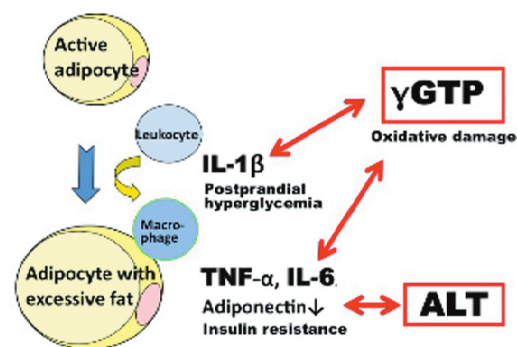 Active
adipocyte
Leukocyte
IL-1β
Postprandial
hyperglycemia
γGTP
Oxidative damage
Macro-
phage
Adipocyte with
excessive fat
TNF-α, IL-6.
Adiponectin↓
Insulin resistance
ALT